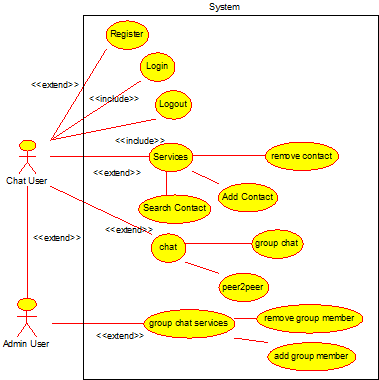 System
Register
Login
<<extend>>
<<include>>
Logout
<<include>>
Services
remove contact
<<extend>>
Chat User
Add Contact
Search Contact
<<extend>>
<<extend>>
chat
group chat
peer2peer
remove group member
group chat services
<<extend>>
Admin User
add group member